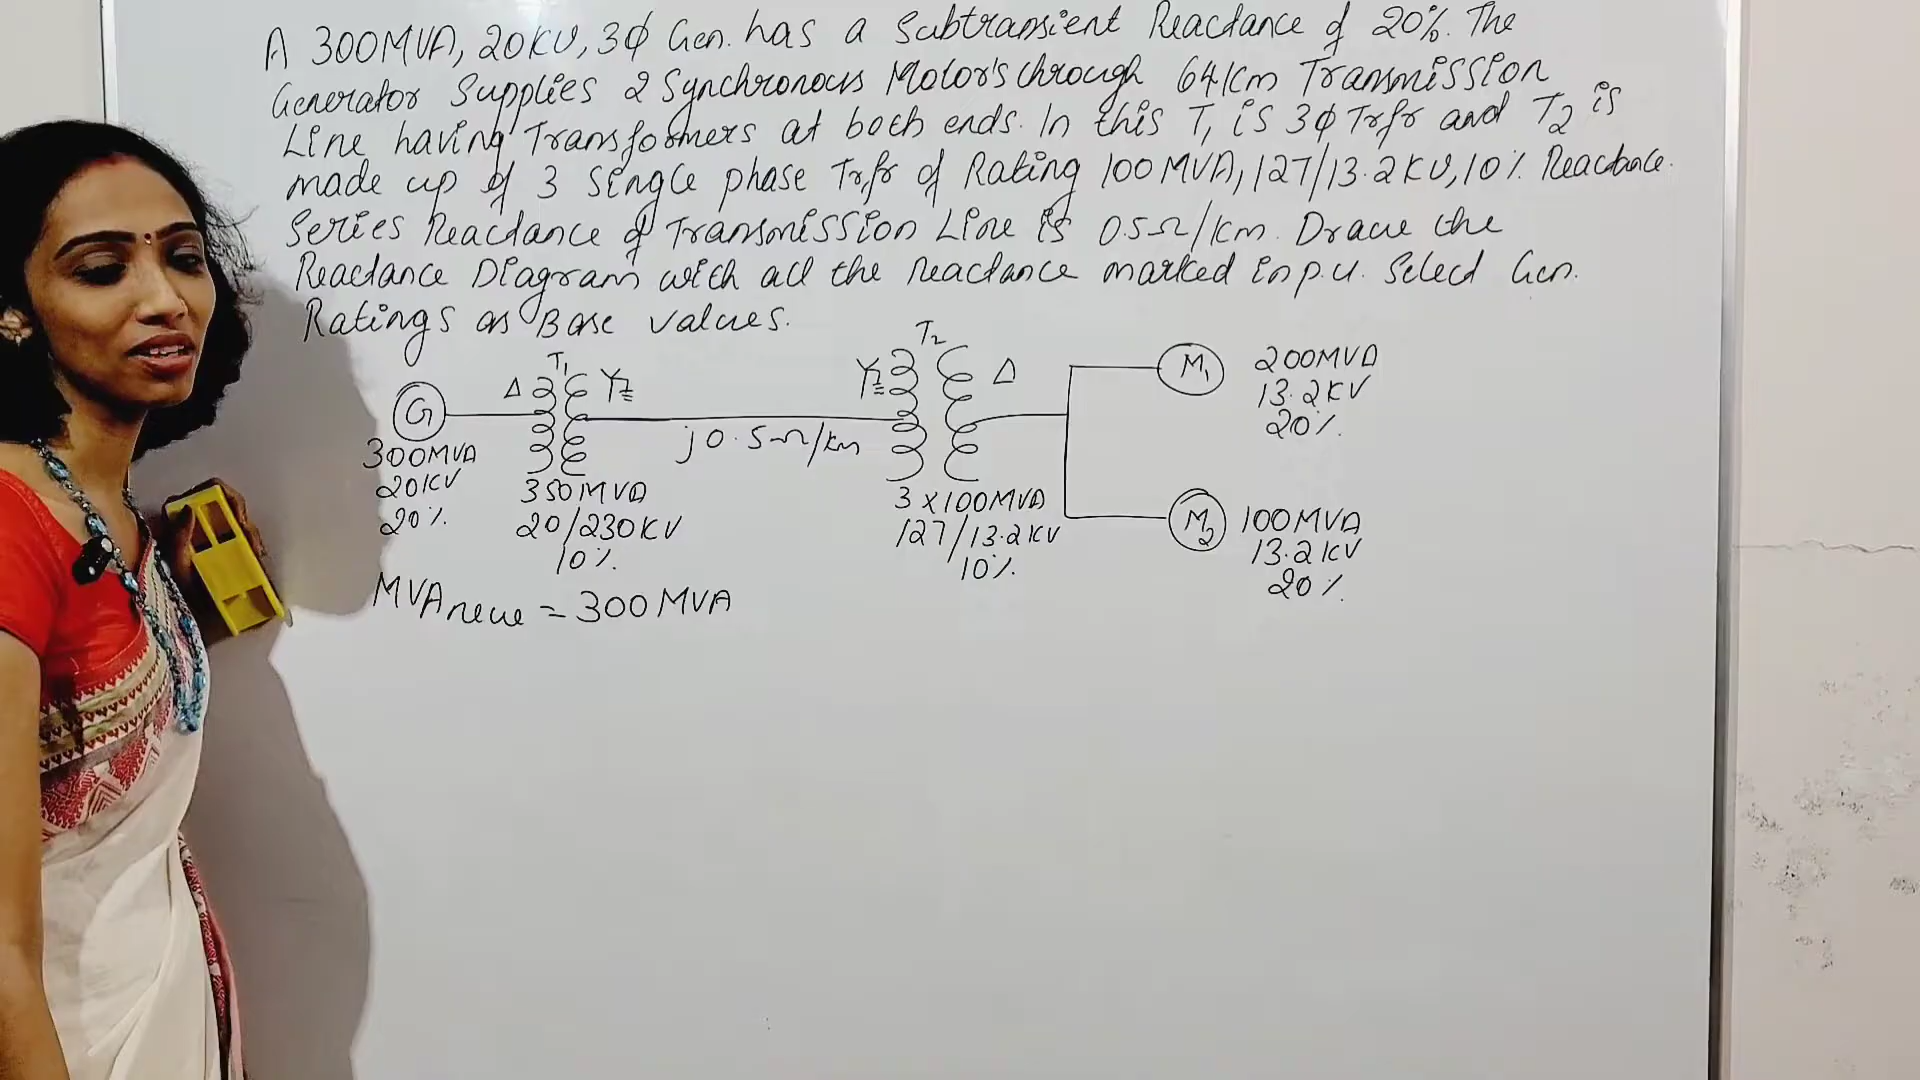 A 300MVA, 20KV, 3ϕ Gen. has a Subtransient Reactance of 20%. The
Generator Supplies 2 Synchronous Motor's through 64Km Transmission
Line having Transformers at both ends. In this T1 is 3ϕ Trfr and T2 is
made up of 3 Single phase Trfr of Rating 100MVA, 127/13.2KV, 10% Reactance.
Series Reactance of Transmission Line is 0.5Ω/Km. Draw the
Reactance Diagram with all the reactance marked in p.u. Select Gen.
Ratings as Base values.
T1
T2
G
Δ
Y
Y
Δ
M1
200MVA
13.2KV
20%.
300MVA
20KV
20%.
350MVA
20/230KV
10%.
j0.5Ω/Km
3×100MVA
127/13.2KV
10%.
M2
100MVA
13.2KV
20%.
MVAnew = 300MVA